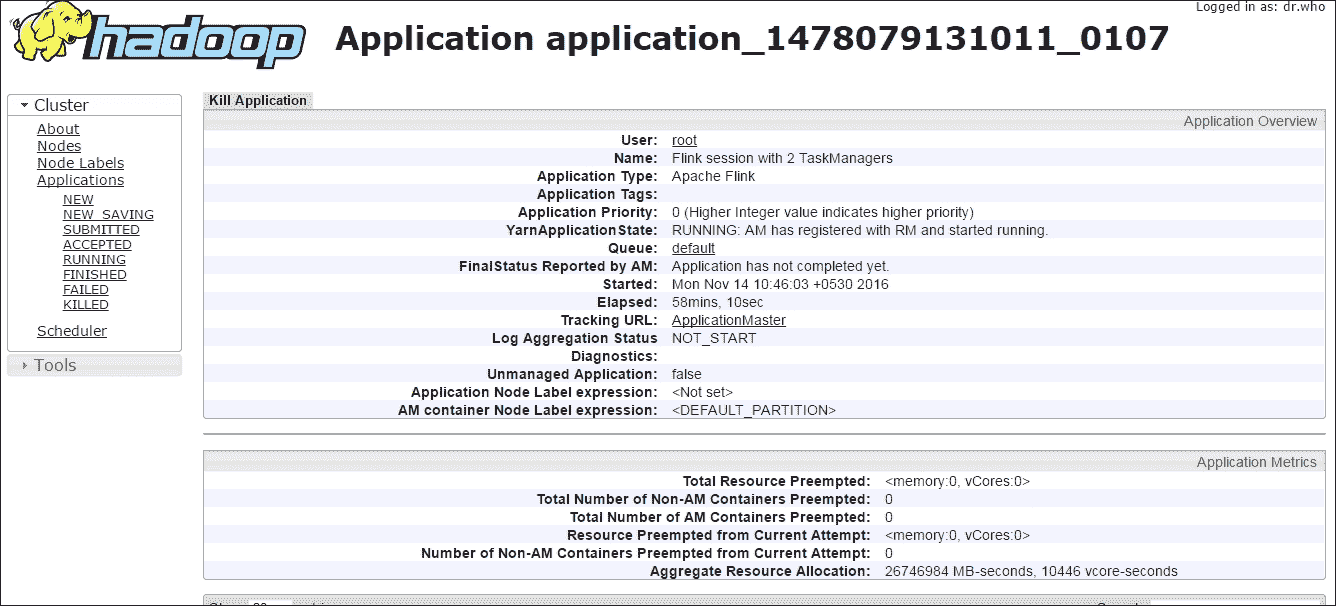 Logged in as: dr.who
hadoop
Application application_1478079131011_0107
Cluster
About
Nodes
Node Labels
Applications
NEW
NEW_SAVING
SUBMITTED
ACCEPTED
RUNNING
FINISHED
FAILED
KILLED
Scheduler
Tools
Kill Application
Application Overview
User: root
Name: Flink session with 2 TaskManagers
Application Type: Apache Flink
Application Tags:
Application Priority: 0 (Higher Integer value indicates higher priority)
YarnApplicationState: RUNNING: AM has registered with RM and started running.
Queue: default
FinalStatus Reported by AM: Application has not completed yet.
Started: Mon Nov 14 10:46:03 +0530 2016
Elapsed: 58mins, 10sec
Tracking URL: ApplicationMaster
Log Aggregation Status NOT_START
Diagnostics:
Unmanaged Application: false
Application Node Label expression: <Not set>
AM container Node Label expression: <DEFAULT_PARTITION>
Application Metrics
Total Resource Preempted: <memory:0, vCores:0>
Total Number of Non-AM Containers Preempted: 0
Total Number of AM Containers Preempted: 0
Resource Preempted from Current Attempt: <memory:0, vCores:0>
Number of Non-AM Containers Preempted from Current Attempt: 0
Aggregate Resource Allocation: 26746984 MB-seconds, 10446 vcore-seconds